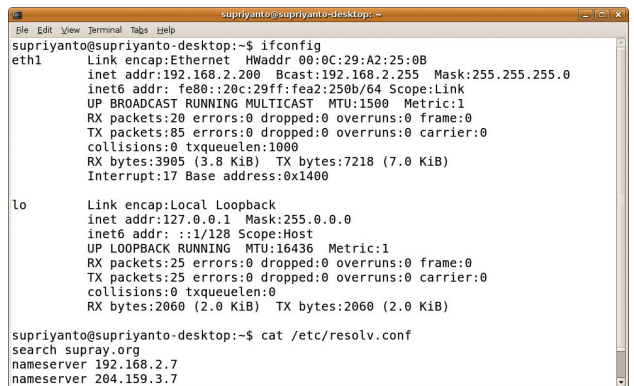 supriyanto@supriyanto-desktop: ~
File Edit View Terminal Tabs Help
supriyanto@supriyanto-desktop:~$ ifconfig
eth1      Link encap:Ethernet  HWaddr 00:0C:29:A2:25:0B
          inet addr:192.168.2.200  Bcast:192.168.2.255  Mask:255.255.255.0
          inet6 addr: fe80::20c:29ff:fea2:250b/64 Scope:Link
          UP BROADCAST RUNNING MULTICAST  MTU:1500  Metric:1
          RX packets:20 errors:0 dropped:0 overruns:0 frame:0
          TX packets:85 errors:0 dropped:0 overruns:0 carrier:0
          collisions:0 txqueuelen:1000
          RX bytes:3905 (3.8 KiB)  TX bytes:7218 (7.0 KiB)
          Interrupt:17 Base address:0x1400
lo        Link encap:Local Loopback
          inet addr:127.0.0.1  Mask:255.0.0.0
          inet6 addr: ::1/128 Scope:Host
          UP LOOPBACK RUNNING  MTU:16436  Metric:1
          RX packets:25 errors:0 dropped:0 overruns:0 frame:0
          TX packets:25 errors:0 dropped:0 overruns:0 carrier:0
          collisions:0 txqueuelen:0
          RX bytes:2060 (2.0 KiB)  TX bytes:2060 (2.0 KiB)
supriyanto@supriyanto-desktop:~$ cat /etc/resolv.conf
search supray.org
nameserver 192.168.2.7
nameserver 204.159.3.7